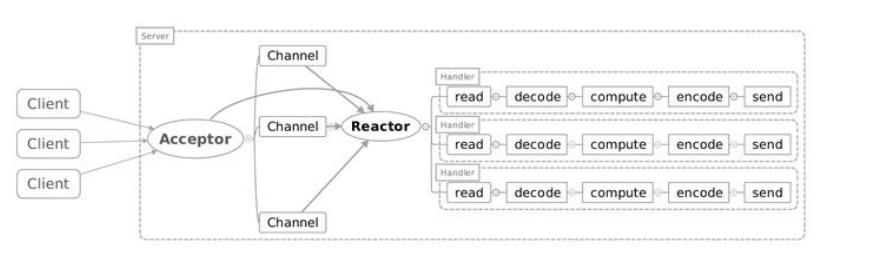 Server
Client
Client
Client
Acceptor
Channel
Channel
Channel
Reactor
Handler
read decode compute encode send
Handler
read decode compute encode send
Handler
read decode compute encode send